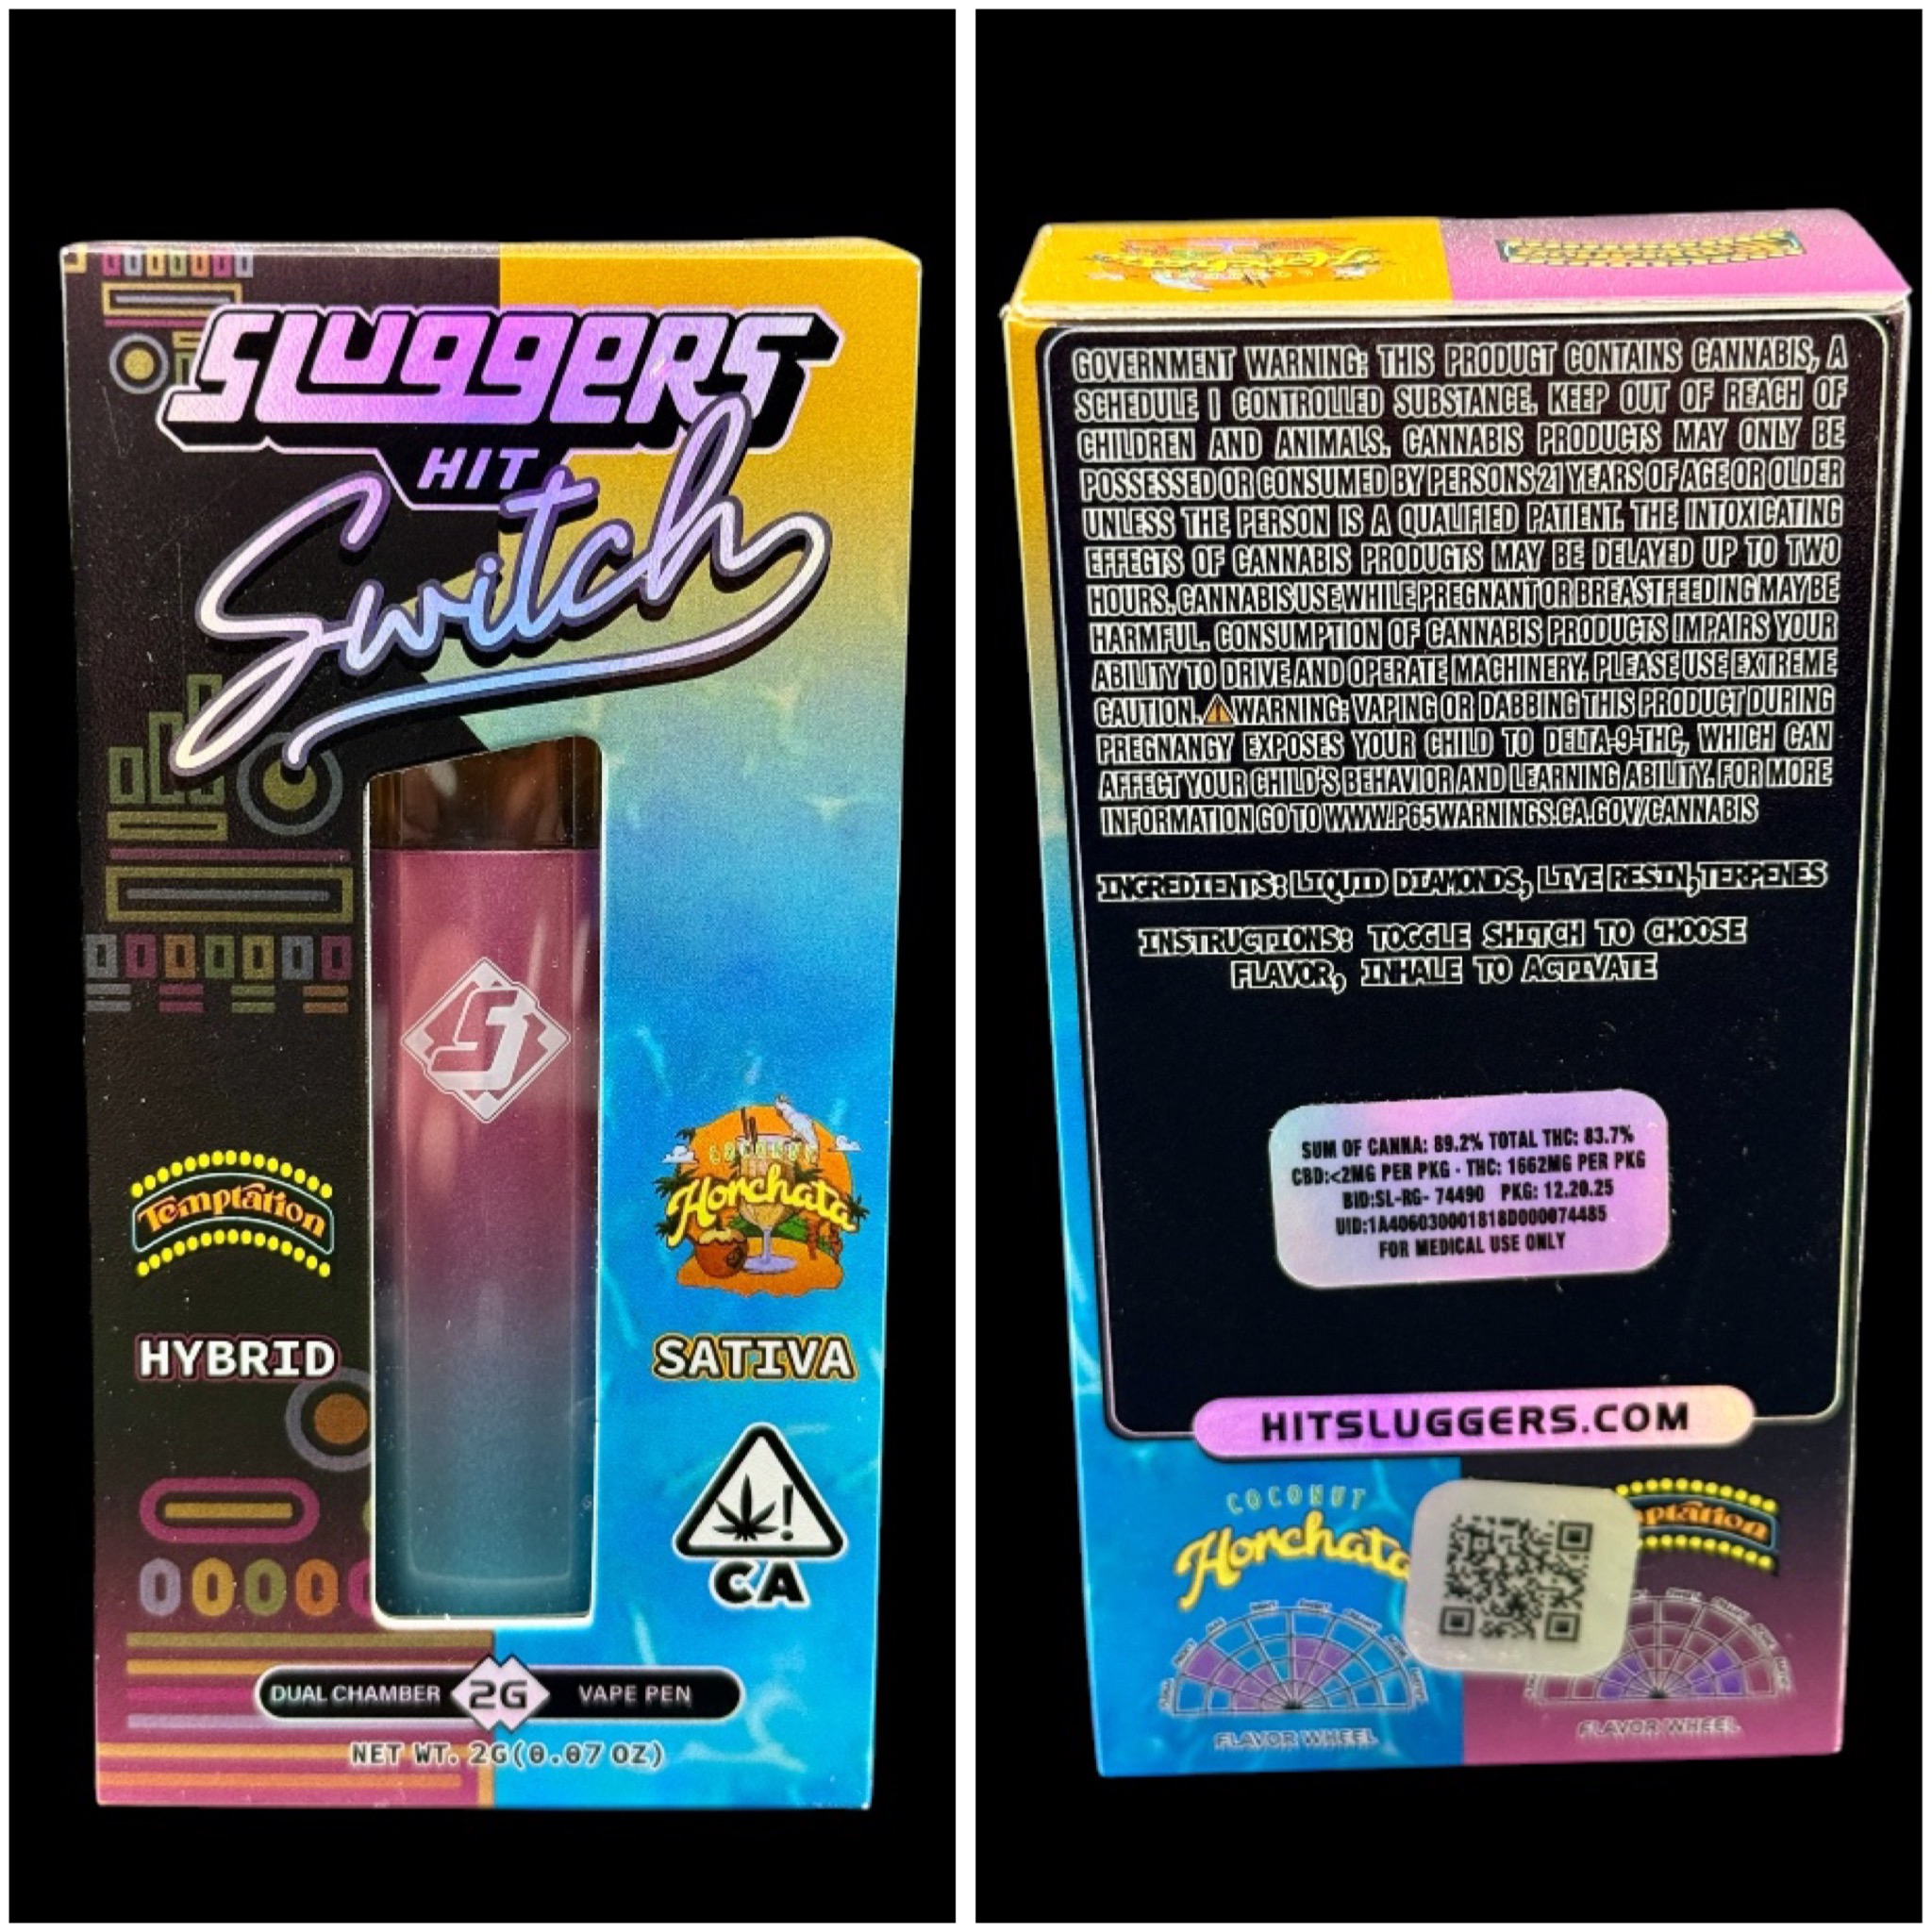 SLUGGERS
HIT
Switch
Temptation
COCONUT
Horchata
HYBRID
SATIVA
CA
DUAL CHAMBER 2G VAPE PEN
NET WT. 2G(0.07 OZ)
Horchata
GOVERNMENT WARNING: THIS PRODUGT CONTAINS CANNABIS, A
SCHEDULE I CONTROLLED SUBSTANCE. KEEP OUT OF REACH OF
CHILDREN AND ANIMALS. CANNABIS PRODUCTS MAY ONLY BE
POSSESSED OR CONSUMED BY PERSONS 21 YEARS OF AGE OR OLDER
UNLESS THE PERSON IS A QUALIFIED PATIENT. THE INTOXICATING
EFFEGTS OF CANNABIS PRODUGTS MAY BE DELAYED UP TO TWO
HOURS. CANNABIS USE WHILE PREGNANT OR BREASTFEEDING MAY BE
HARMFUL. CONSUMPTION OF CANNABIS PRODUCTS IMPAIRS YOUR
ABILITY TO DRIVE AND OPERATE MACHINERY. PLEASE USE EXTREME
CAUTION. WARNING: VAPING OR DABBING THIS PRODUCT DURING
PREGNANGY EXPOSES YOUR CHILD TO DELTA-9-THC, WHICH CAN
AFFECT YOUR CHILD'S BEHAVIOR AND LEARNING ABILITY. FOR MORE
INFORMATION GO TO WWW.P65WARNINGS.CA.GOV/CANNABIS
INGREDIENTS: LIQUID DIAMONDS, LIVE RESIN, TERPENES
INSTRUCTIONS: TOGGLE SHITCH TO CHOOSE
FLAVOR, INHALE TO ACTIVATE
SUM OF CANNA: 89.2% TOTAL THC: 83.7%
CBD:<2MG PER PKG - THC: 1662MG PER PKG
BID:SL-RG- 74490 PKG: 12.20.25
UID:1A406030001818D000074485
FOR MEDICAL USE ONLY
HITSLUGGERS.COM
COCONUT
Horchata
ptation
FLAVOR WHEEL
FLAVOR WHEEL